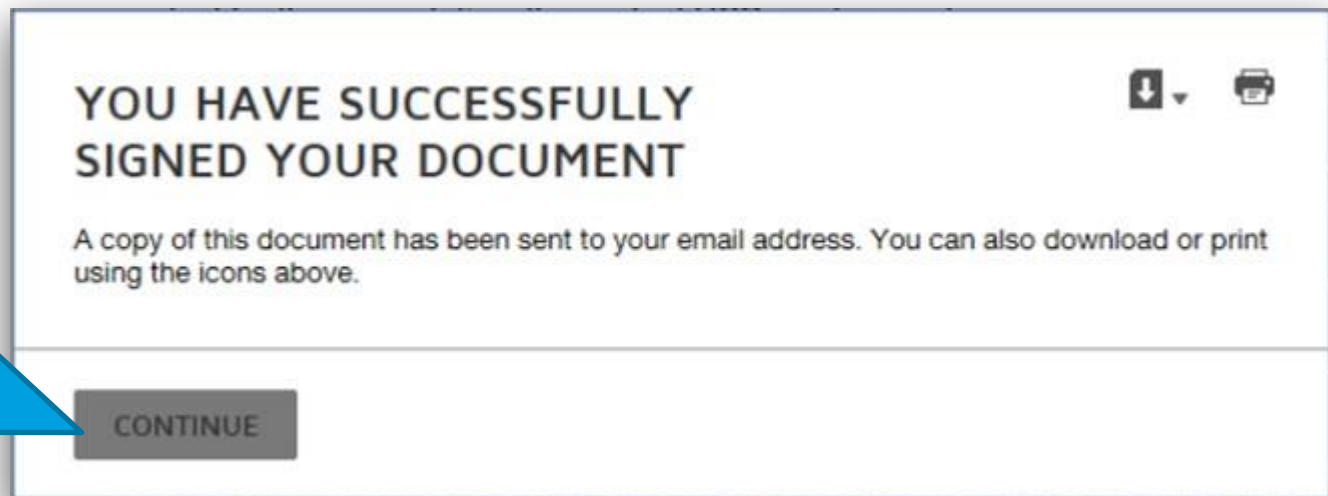 YOU HAVE SUCCESSFULLY
SIGNED YOUR DOCUMENT
A copy of this document has been sent to your email address. You can also download or print
using the icons above.
CONTINUE